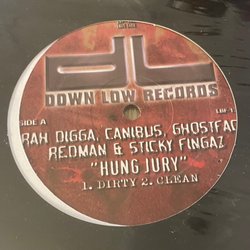 dL
DOWN LOW RECORDS
SIDE A
RAH DIGGA, CANIBUS, GHOSTFAC
REDMAN & STICKY FINGAZ
"HUNG JURY"
1. DIRTY 2. CLEAN